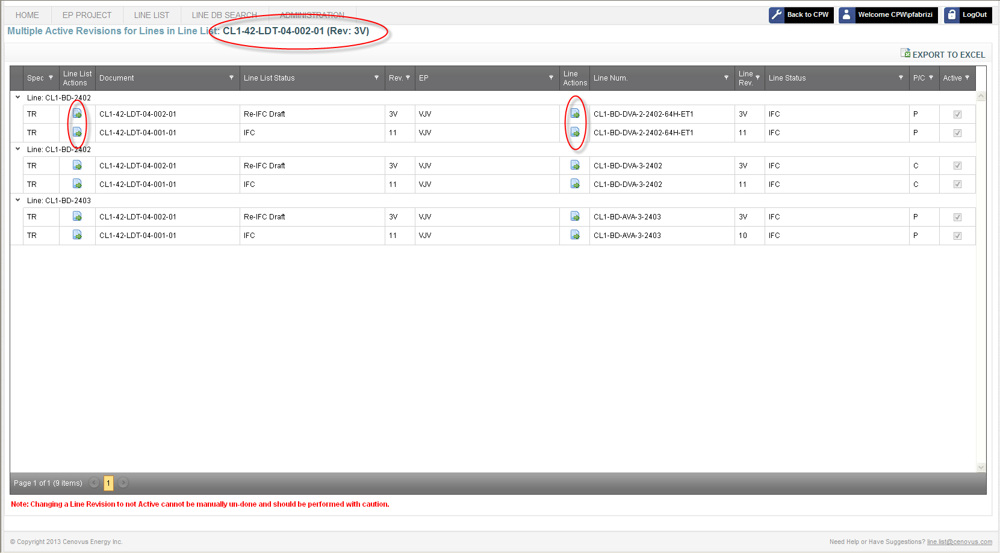 HOME EP PROJECT LINE LIST LINE DB SEARCH ADMINISTRATION Back to CPW Welcome CPW\pfabrizi LogOut
Multiple Active Revisions for Lines in Line List: CL1-42-LDT-04-002-01 (Rev: 3V)
EXPORT TO EXCEL
Spec Line List Actions Document Line List Status Rev. EP Line Actions Line Num. Line Rev. Line Status P/C Active
Line: CL1-BD-2402
TR CL1-42-LDT-04-002-01 Re-IFC Draft 3V VJV CL1-BD-DVA-2-2402-64H-ET1 3V IFC P
TR CL1-42-LDT-04-001-01 IFC 11 VJV CL1-BD-DVA-2-2402-64H-ET1 11 IFC P
Line: CL1-BD-2402
TR CL1-42-LDT-04-002-01 Re-IFC Draft 3V VJV CL1-BD-DVA-3-2402 3V IFC C
TR CL1-42-LDT-04-001-01 IFC 11 VJV CL1-BD-DVA-3-2402 11 IFC C
Line: CL1-BD-2403
TR CL1-42-LDT-04-002-01 Re-IFC Draft 3V VJV CL1-BD-AVA-3-2403 3V IFC P
TR CL1-42-LDT-04-001-01 IFC 11 VJV CL1-BD-AVA-3-2403 10 IFC P
Page 1 of 1 (9 items) 1
Note: Changing a Line Revision to not Active cannot be manually un-done and should be performed with caution.
© Copyright 2013 Cenovus Energy Inc. Need Help or Have Suggestions? line.list@cenovus.com